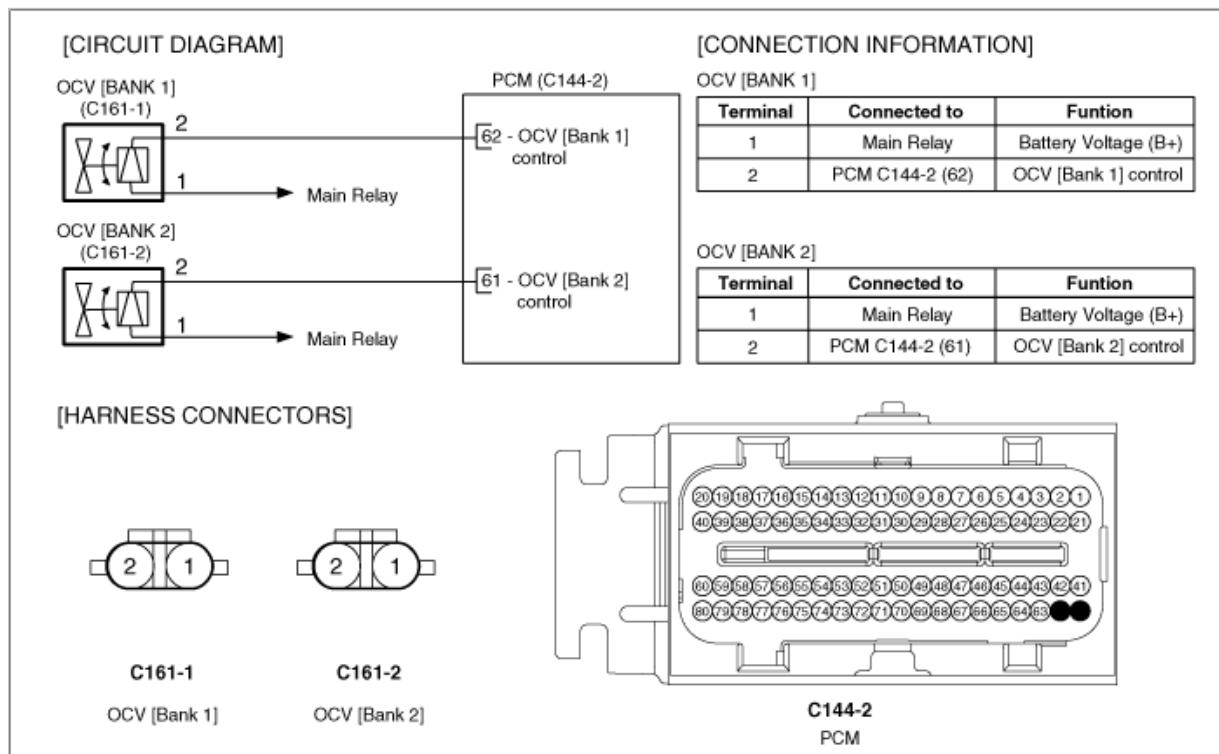 [CIRCUIT DIAGRAM]
OCV [BANK 1]
(C161-1)
2
1
Main Relay
PCM (C144-2)
62 - OCV [Bank 1]
control
OCV [BANK 2]
(C161-2)
2
1
Main Relay
61 - OCV [Bank 2]
control
[CONNECTION INFORMATION]
OCV [BANK 1]
Terminal Connected to Funtion
1 Main Relay Battery Voltage (B+)
2 PCM C144-2 (62) OCV [Bank 1] control
OCV [BANK 2]
Terminal Connected to Funtion
1 Main Relay Battery Voltage (B+)
2 PCM C144-2 (61) OCV [Bank 2] control
[HARNESS CONNECTORS]
2 1
C161-1
OCV [Bank 1]
2 1
C161-2
OCV [Bank 2]
20 19 18 17 16 15 14 13 12 11 10 9 8 7 6 5 4 3 2 1
40 39 38 37 36 35 34 33 32 31 30 29 28 27 26 25 24 23 22 21
60 59 58 57 56 55 54 53 52 51 50 49 48 47 46 45 44 43 42 41
80 79 78 77 76 75 74 73 72 71 70 69 68 67 66 65 64 63
C144-2
PCM